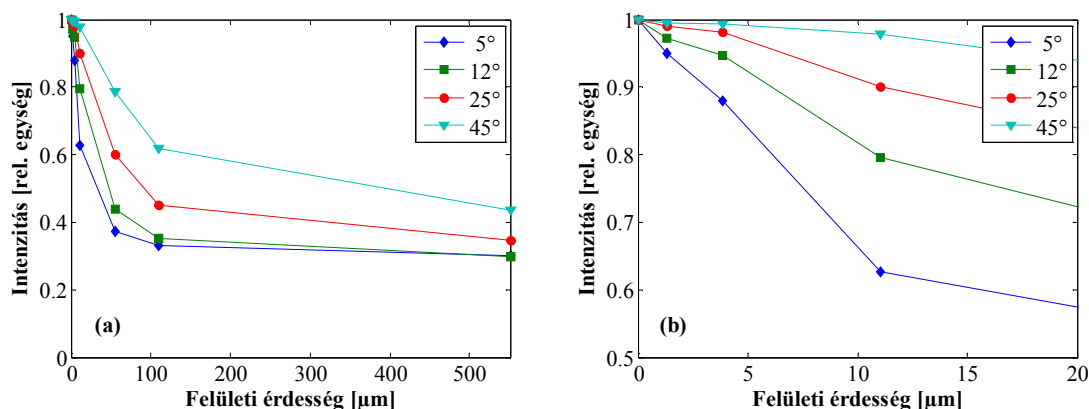 1
0.8
0.6
0.4
0.2
0
0 100 200 300 400 500
Intenzitás [rel. egység]
Felületi érdesség [µm]
(a)
5°
12°
25°
45°
1
0.9
0.8
0.7
0.6
0.5
0 5 10 15 20
Intenzitás [rel. egység]
Felületi érdesség [µm]
(b)
5°
12°
25°
45°